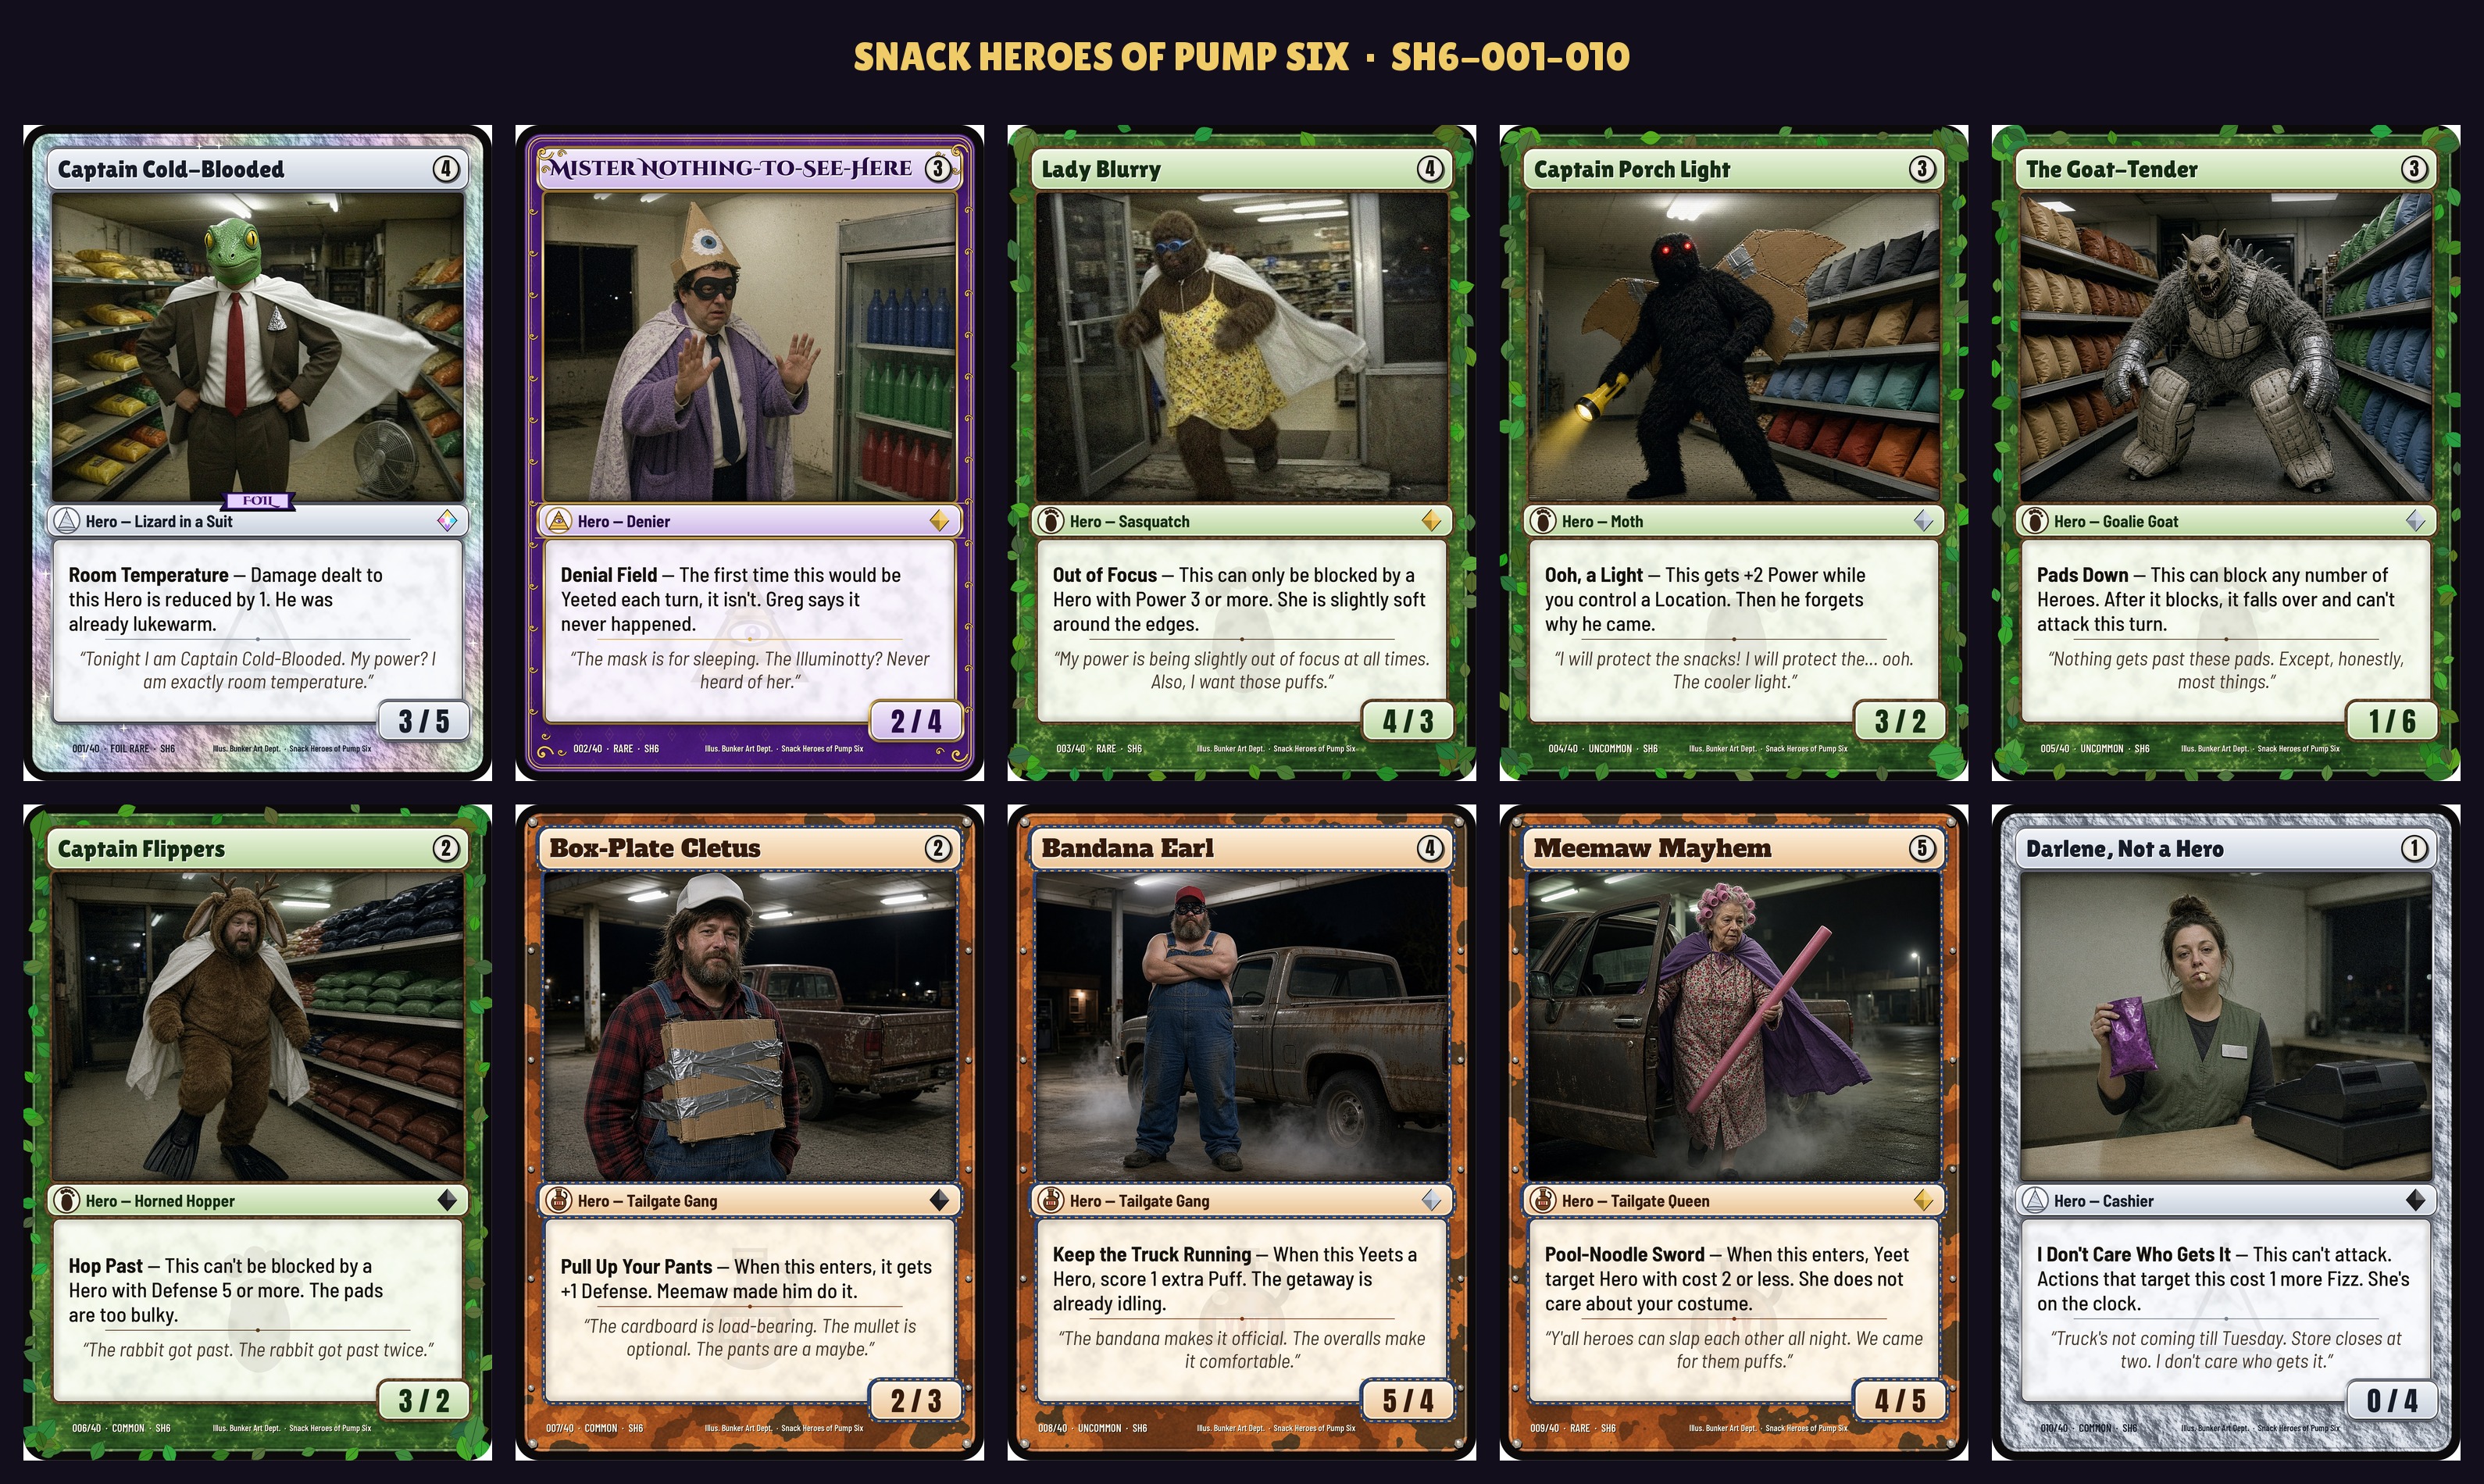 SNACK HEROES OF PUMP SIX · SH6-001-010
Captain Cold-Blooded 4
FOIL
Hero — Lizard in a Suit
Room Temperature — Damage dealt to
this Hero is reduced by 1. He was
already lukewarm.
"Tonight I am Captain Cold-Blooded. My power? I
am exactly room temperature."
3 / 5
001/40 · FOIL RARE · SH6 Illus. Bunker Art Dept. · Snack Heroes of Pump Six
Mister Nothing-To-See-Here 3
Hero — Denier
Denial Field — The first time this would be
Yeeted each turn, it isn't. Greg says it
never happened.
"The mask is for sleeping. The Illuminotty? Never
heard of her."
2 / 4
002/40 · RARE · SH6 Illus. Bunker Art Dept. · Snack Heroes of Pump Six
Lady Blurry 4
Hero — Sasquatch
Out of Focus — This can only be blocked by a
Hero with Power 3 or more. She is slightly soft
around the edges.
"My power is being slightly out of focus at all times.
Also, I want those puffs."
4 / 3
003/40 · RARE · SH6 Illus. Bunker Art Dept. · Snack Heroes of Pump Six
Captain Porch Light 3
Hero — Moth
Ooh, a Light — This gets +2 Power while
you control a Location. Then he forgets
why he came.
"I will protect the snacks! I will protect the... ooh.
The cooler light."
3 / 2
004/40 · UNCOMMON · SH6 Illus. Bunker Art Dept. · Snack Heroes of Pump Six
The Goat-Tender 3
Hero — Goalie Goat
Pads Down — This can block any number of
Heroes. After it blocks, it falls over and can't
attack this turn.
"Nothing gets past these pads. Except, honestly,
most things."
1 / 6
005/40 · UNCOMMON · SH6 Illus. Bunker Art Dept. · Snack Heroes of Pump Six
Captain Flippers 2
Hero — Horned Hopper
Hop Past — This can't be blocked by a
Hero with Defense 5 or more. The pads
are too bulky.
"The rabbit got past. The rabbit got past twice."
3 / 2
006/40 · COMMON · SH6 Illus. Bunker Art Dept. · Snack Heroes of Pump Six
Box-Plate Cletus 2
Hero — Tailgate Gang
Pull Up Your Pants — When this enters, it gets
+1 Defense. Meemaw made him do it.
"The cardboard is load-bearing. The mullet is
optional. The pants are a maybe."
2 / 3
007/40 · COMMON · SH6 Illus. Bunker Art Dept. · Snack Heroes of Pump Six
Bandana Earl 4
Hero — Tailgate Gang
Keep the Truck Running — When this Yeets a
Hero, score 1 extra Puff. The getaway is
already idling.
"The bandana makes it official. The overalls make
it comfortable."
5 / 4
008/40 · UNCOMMON · SH6 Illus. Bunker Art Dept. · Snack Heroes of Pump Six
Meemaw Mayhem 5
Hero — Tailgate Queen
Pool-Noodle Sword — When this enters, Yeet
target Hero with cost 2 or less. She does not
care about your costume.
"Y'all heroes can slap each other all night. We came
for them puffs."
4 / 5
009/40 · RARE · SH6 Illus. Bunker Art Dept. · Snack Heroes of Pump Six
Darlene, Not a Hero 1
Hero — Cashier
I Don't Care Who Gets It — This can't attack.
Actions that target this cost 1 more Fizz. She's
on the clock.
"Truck's not coming till Tuesday. Store closes at
two. I don't care who gets it."
0 / 4
010/40 · COMMON · SH6 Illus. Bunker Art Dept. · Snack Heroes of Pump Six